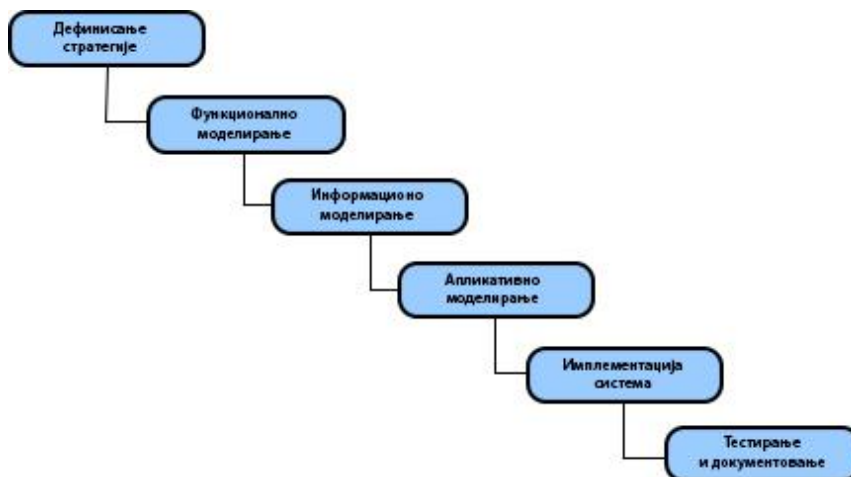 Дефинисање
стратегије
Функционално
моделирање
Информационо
моделирање
Апликативно
моделирање
Имплементација
система
Тестирање
и документовање